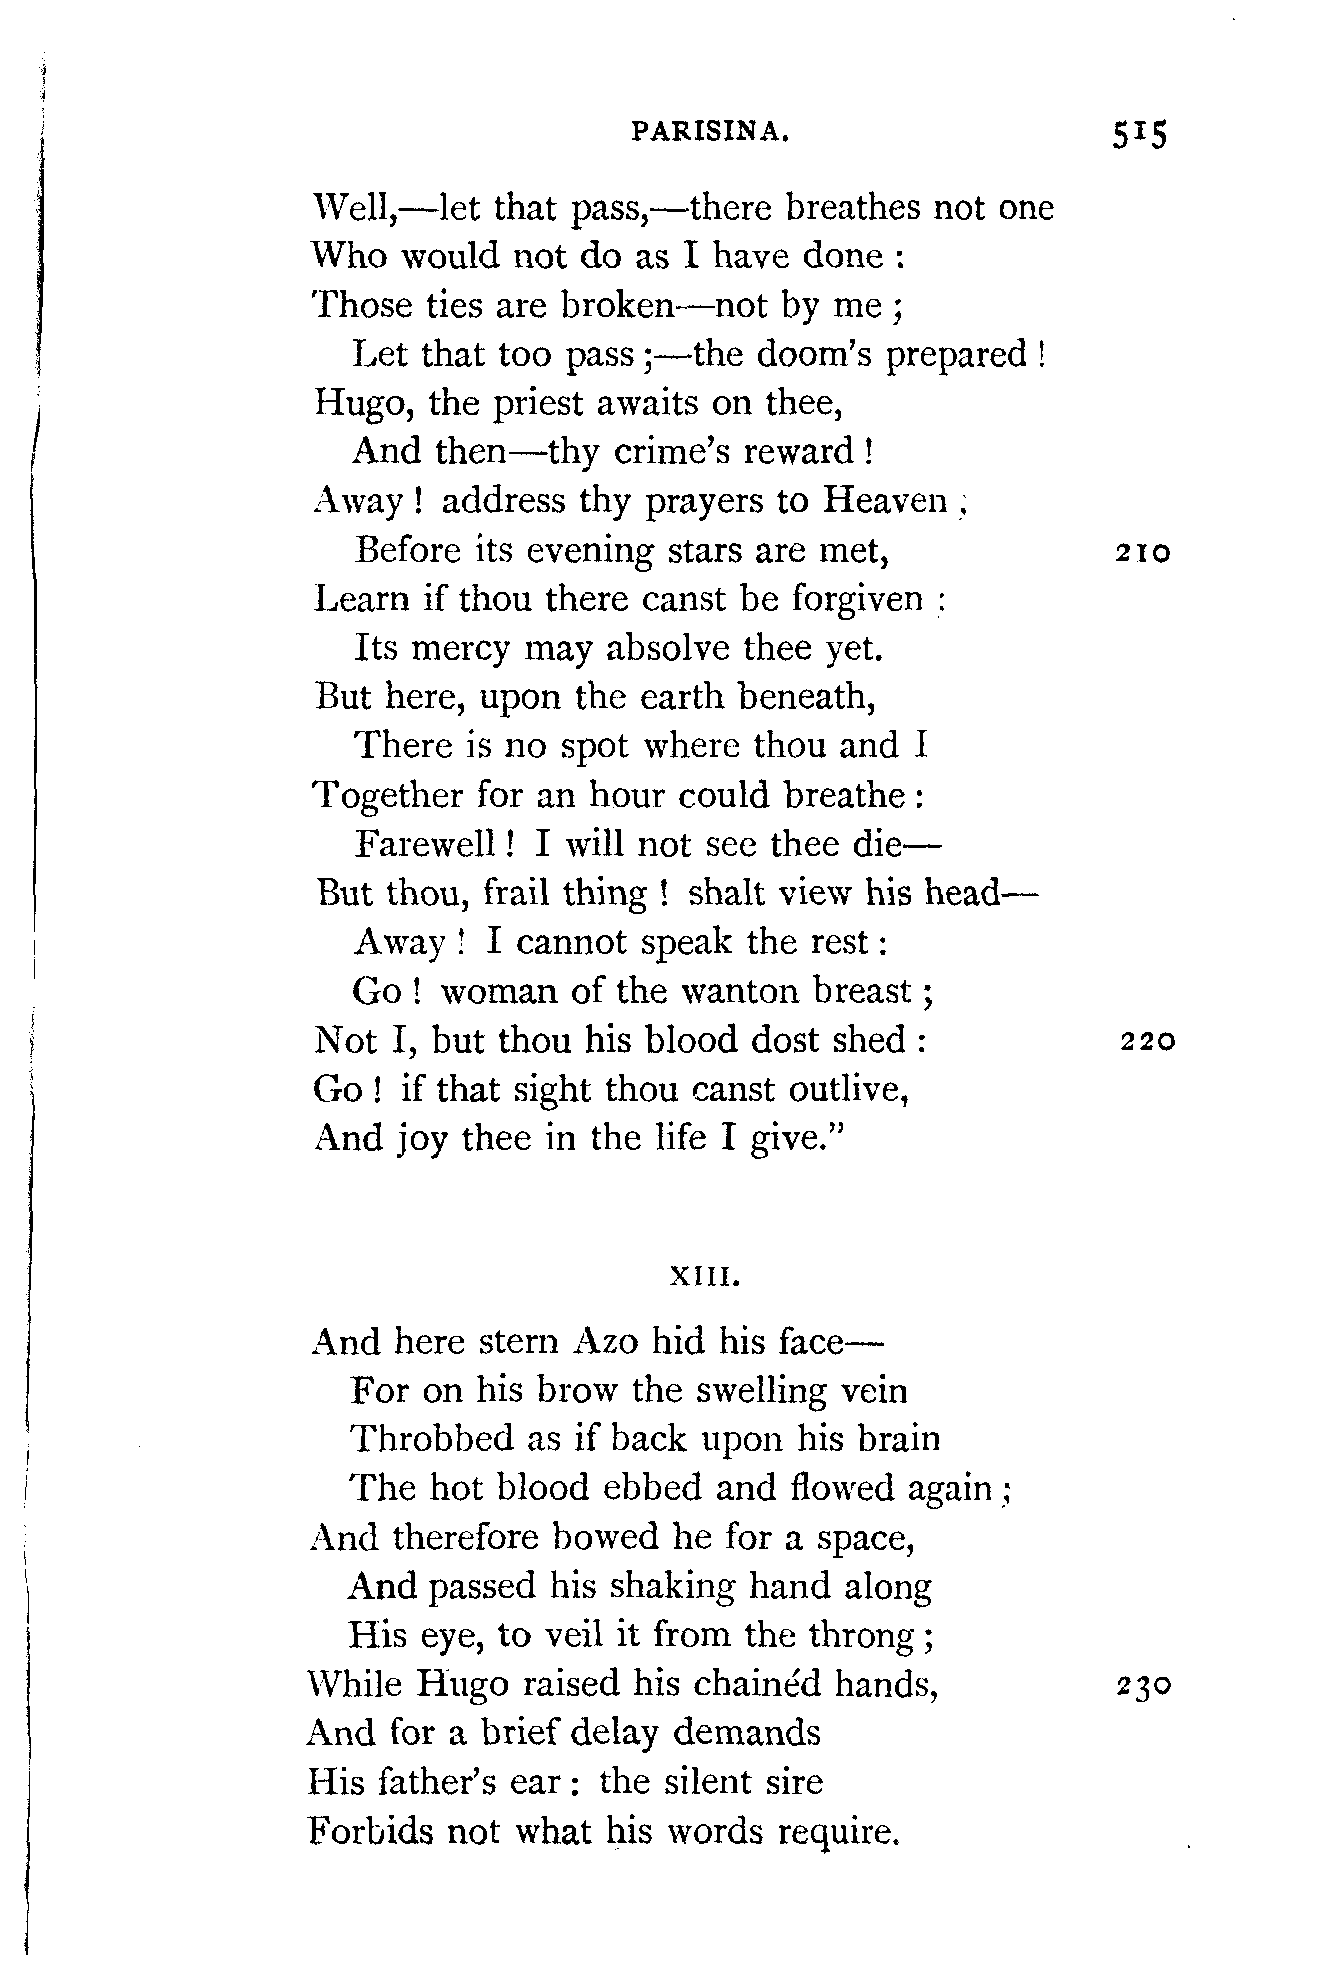 PARISINA. 515
Well,—let that pass,—there breathes not one
Who would not do as I have done :
Those ties are broken—not by me ;
Let that too pass ;—the doom's prepared !
Hugo, the priest awaits on thee,
And then—thy crime's reward !
Away ! address thy prayers to Heaven ;
Before its evening stars are met, 210
Learn if thou there canst be forgiven :
Its mercy may absolve thee yet.
But here, upon the earth beneath,
There is no spot where thou and I
Together for an hour could breathe :
Farewell ! I will not see thee die—
But thou, frail thing ! shalt view his head—
Away ! I cannot speak the rest :
Go ! woman of the wanton breast ;
Not I, but thou his blood dost shed : 220
Go ! if that sight thou canst outlive,
And joy thee in the life I give."
XIII.
And here stern Azo hid his face—
For on his brow the swelling vein
Throbbed as if back upon his brain
The hot blood ebbed and flowed again ;
And therefore bowed he for a space,
And passed his shaking hand along
His eye, to veil it from the throng ;
While Hugo raised his chainéd hands, 230
And for a brief delay demands
His father's ear : the silent sire
Forbids not what his words require.